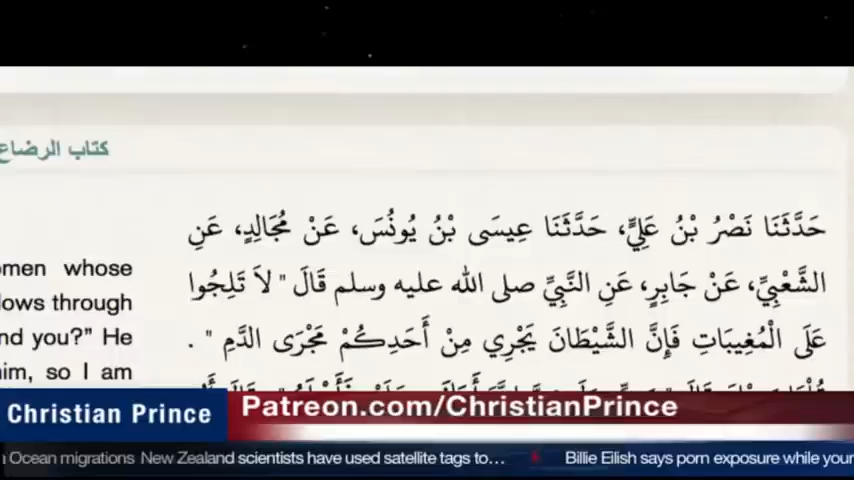 كتاب الرضاع
حَدَّثَنَا نَصْرُ بْنُ عَلِيٍّ، حَدَّثَنَا عِيسَى بْنُ يُونُسَ، عَنْ مُجَالِدٍ، عَنِ
الشَّعْبِيِّ، عَنْ جَابِرٍ، عَنِ النَّبِيِّ صلى الله عليه وسلم قَالَ " لاَ تَلِجُوا
عَلَى الْمُغِيبَاتِ فَإِنَّ الشَّيْطَانَ يَجْرِي مِنْ أَحَدِكُمْ مَجْرَى الدَّمِ " .
omen whose
lows through
nd you?" He
im, so I am
Christian Prince
Patreon.com/ChristianPrince
Ocean migrations New Zealand scientists have used satellite tags to… Billie Eilish says porn exposure while your